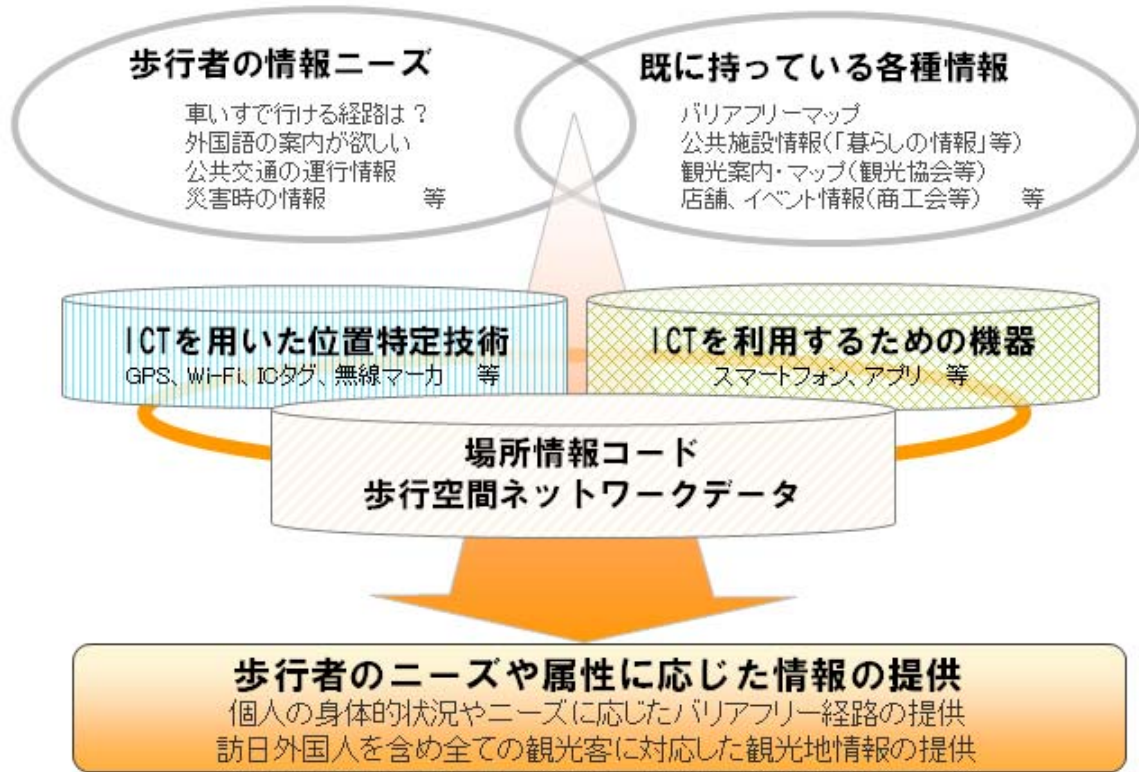 歩行者の情報ニーズ
車いすで行ける経路は？
外国語の案内が欲しい
公共交通の運行情報
災害時の情報　等
既に持っている各種情報
バリアフリーマップ
公共施設情報(「暮らしの情報」等)
観光案内・マップ(観光協会等)
店舗、イベント情報(商工会等)　等
ICTを用いた位置特定技術
GPS、Wi-Fi、ICタグ、無線マーカ　等
ICTを利用するための機器
スマートフォン、アプリ　等
場所情報コード
歩行空間ネットワークデータ
歩行者のニーズや属性に応じた情報の提供
個人の身体的状況やニーズに応じたバリアフリー経路の提供
訪日外国人を含め全ての観光客に対応した観光地情報の提供